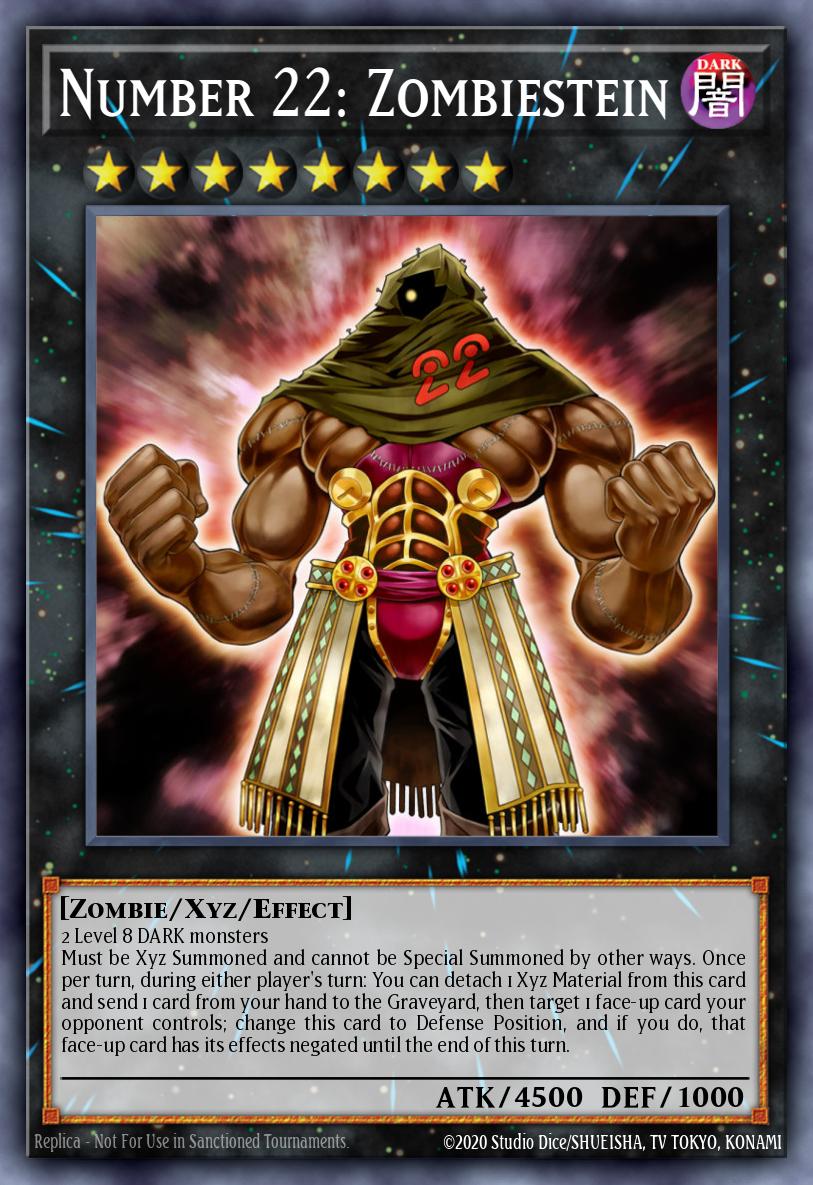 Number 22: Zombiestein
DARK
闇
22
[Zombie/Xyz/Effect]
2 Level 8 DARK monsters
Must be Xyz Summoned and cannot be Special Summoned by other ways. Once
per turn, during either player's turn: You can detach 1 Xyz Material from this card
and send 1 card from your hand to the Graveyard, then target 1 face-up card your
opponent controls; change this card to Defense Position, and if you do, that
face-up card has its effects negated until the end of this turn.
ATK/4500 DEF/1000
Replica - Not For Use in Sanctioned Tournaments.
©2020 Studio Dice/SHUEISHA, TV TOKYO, KONAMI